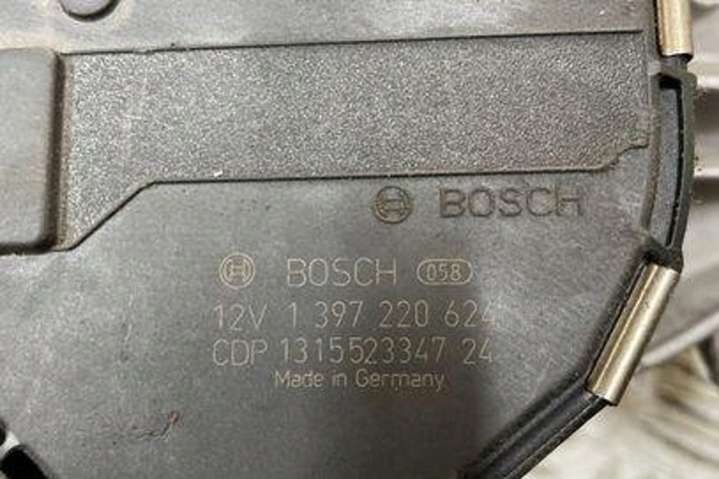 BOSCH
BOSCH 058
12V 1 397 220 624
CDP 1315523347 24
Made in Germany